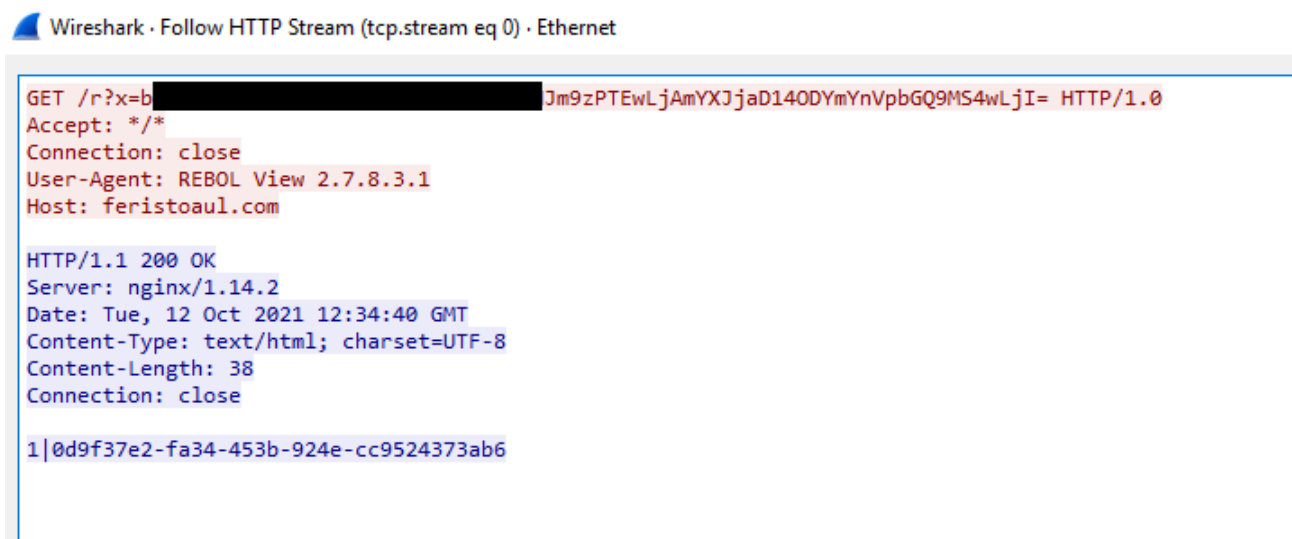 Wireshark · Follow HTTP Stream (tcp.stream eq 0) · Ethernet
GET /r?x=b Jm9zPTEwLjAmYXJjaD14ODYmYnVpbGQ9MS4wLjI= HTTP/1.0
Accept: */*
Connection: close
User-Agent: REBOL View 2.7.8.3.1
Host: feristoaul.com
HTTP/1.1 200 OK
Server: nginx/1.14.2
Date: Tue, 12 Oct 2021 12:34:40 GMT
Content-Type: text/html; charset=UTF-8
Content-Length: 38
Connection: close
1|0d9f37e2-fa34-453b-924e-cc9524373ab6